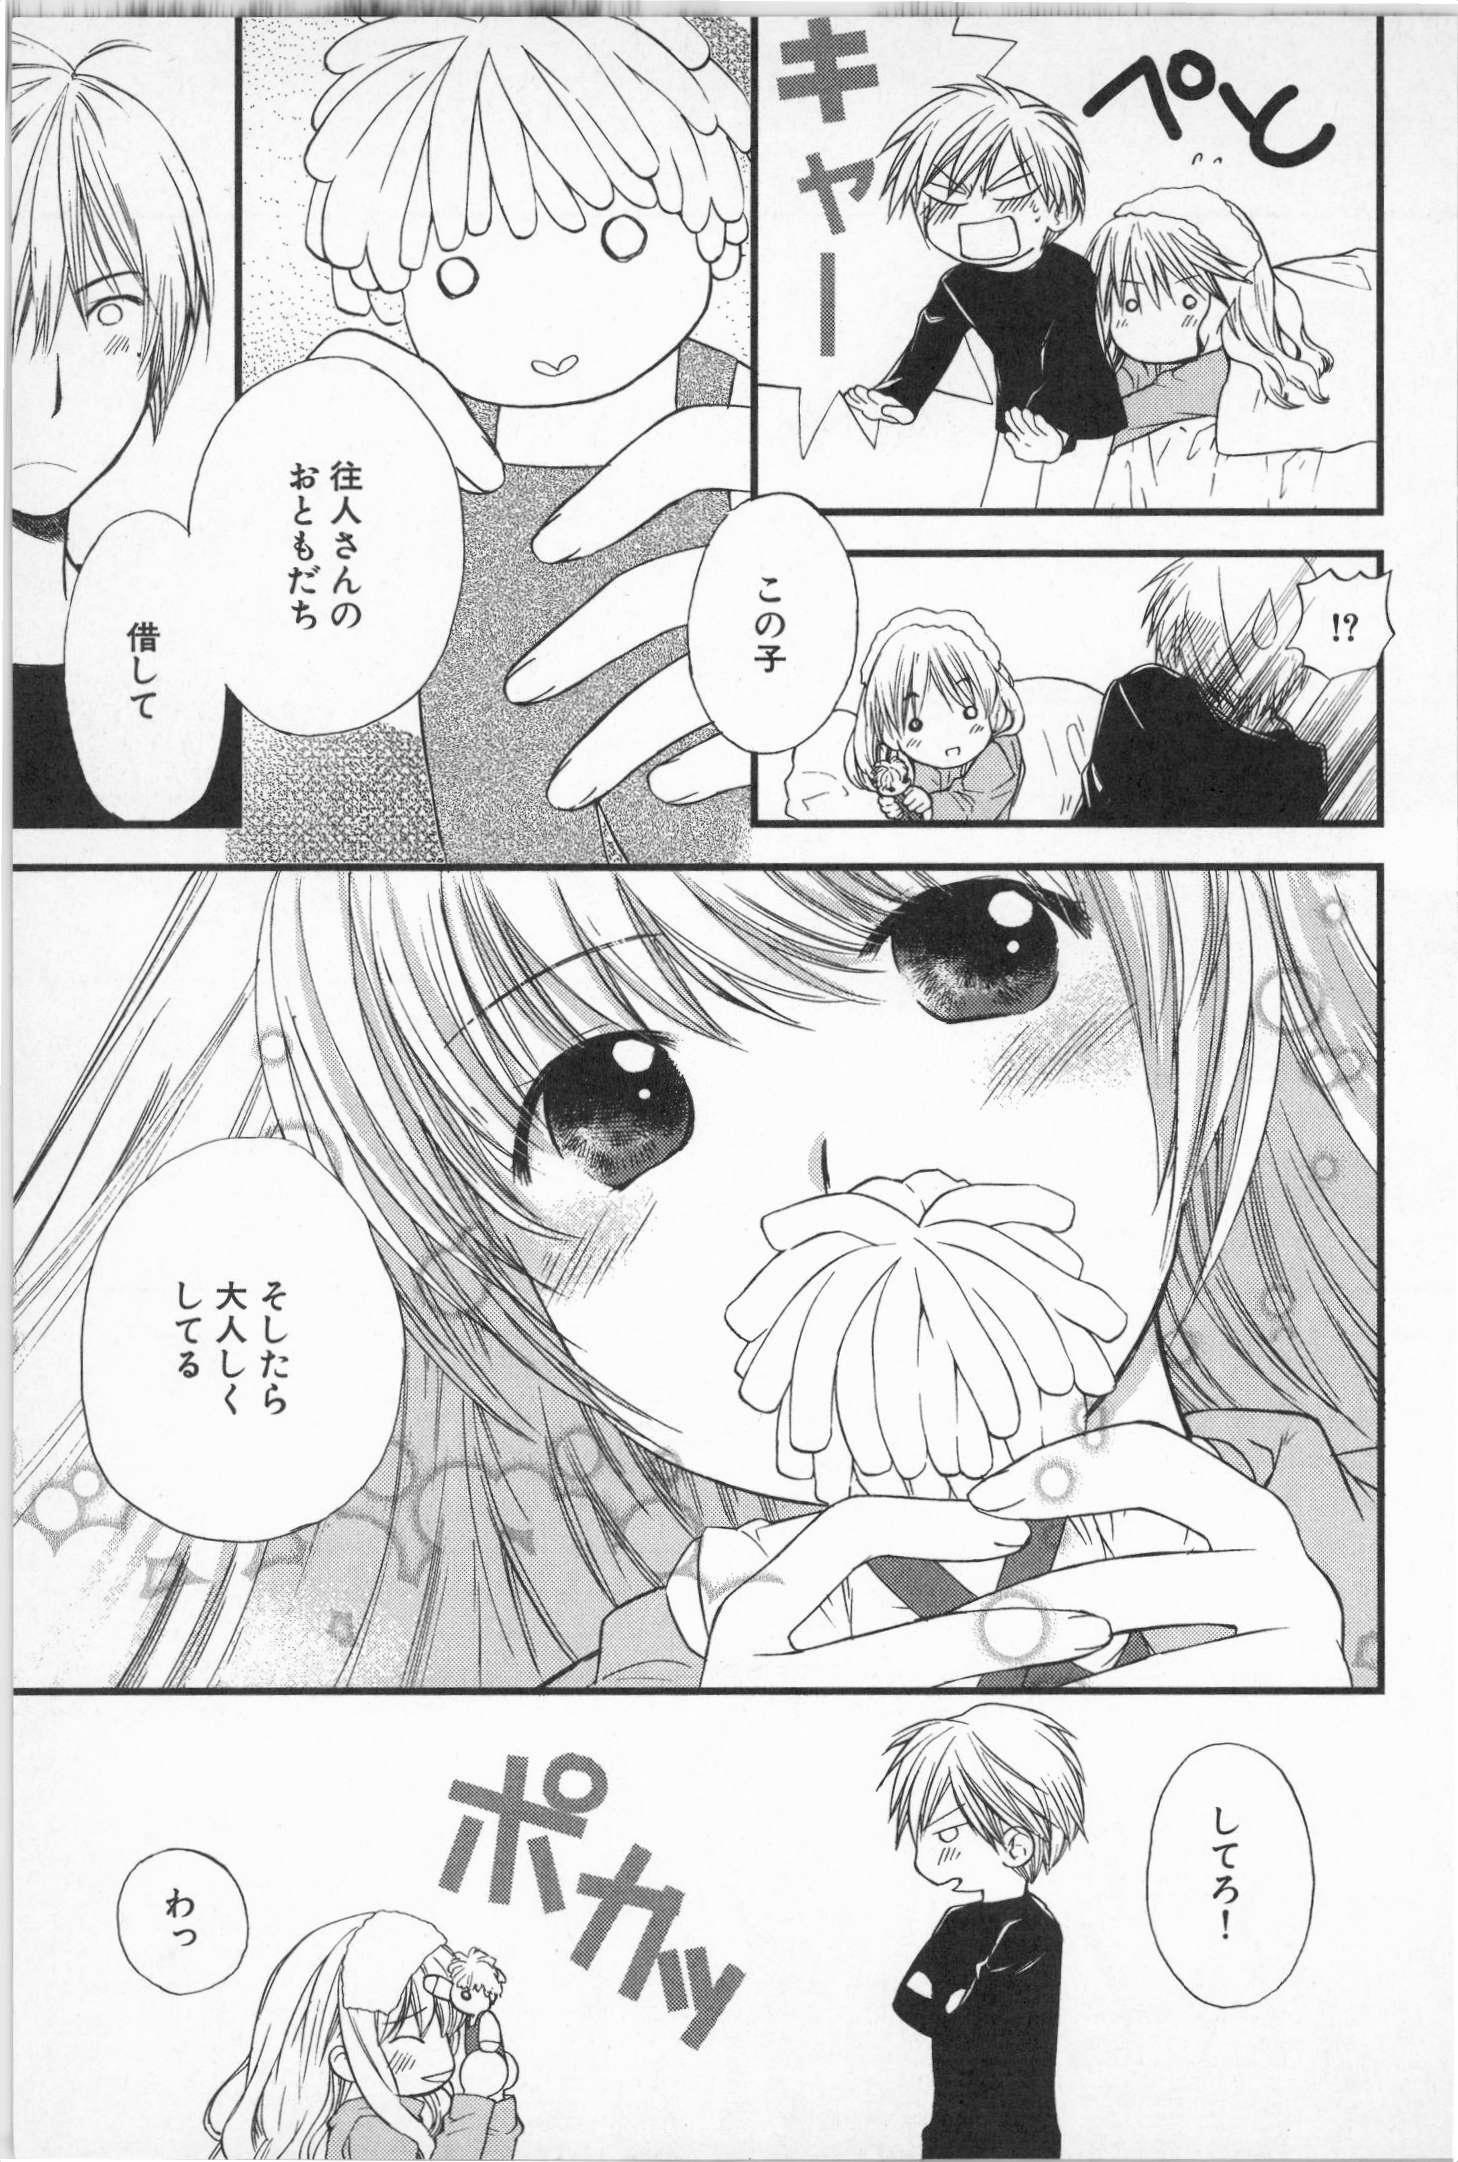 ぺと
キャー
!?
この子
往人さんの
おともだち
借して
そしたら
大人しく
してる
してろ!
ポカッ
わっ